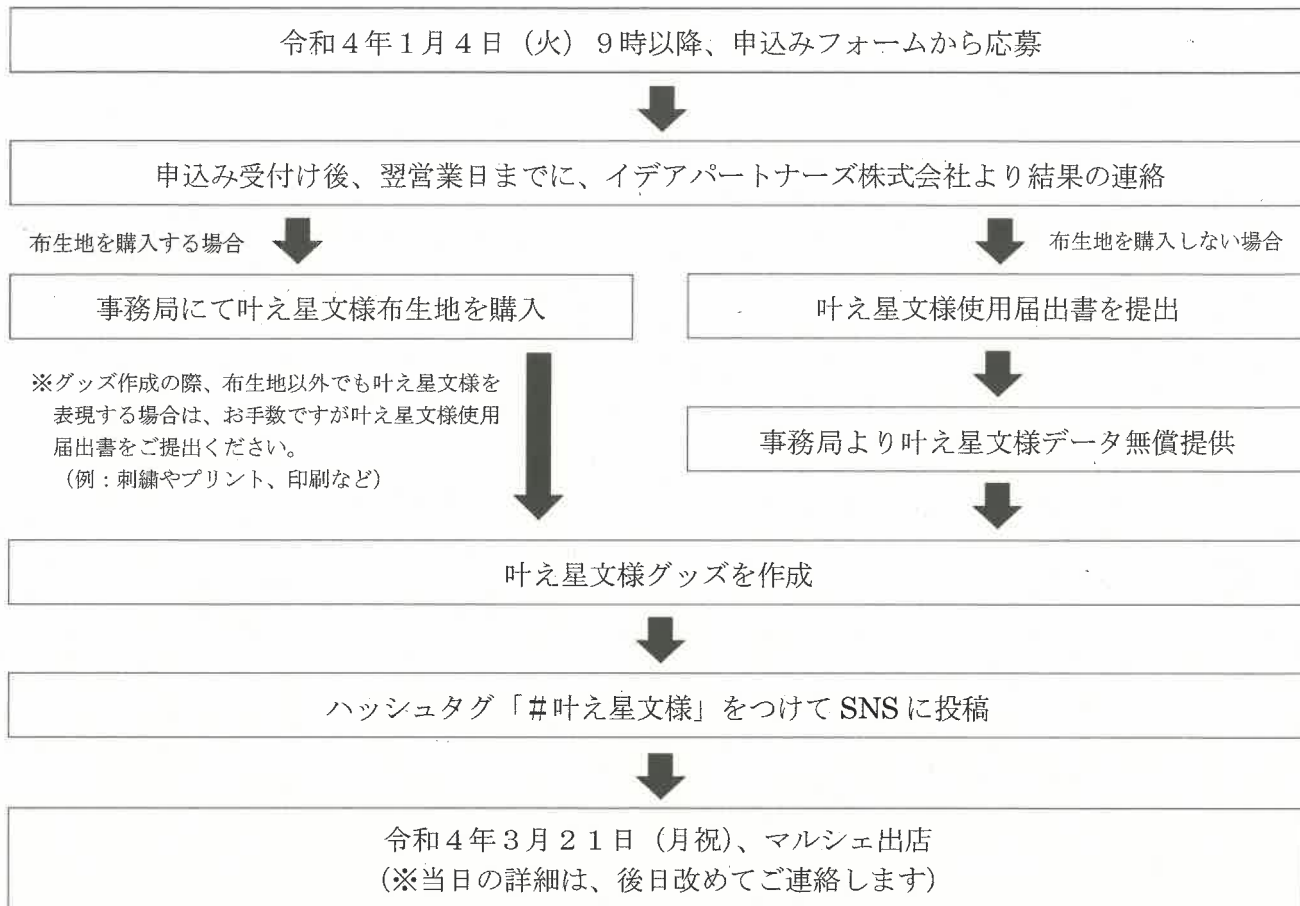 令和４年１月４日（火）９時以降、申込みフォームから応募
申込み受付け後、翌営業日までに、イデアパートナーズ株式会社より結果の連絡
布生地を購入する場合
布生地を購入しない場合
事務局にて叶え星文様布生地を購入
叶え星文様使用届出書を提出
※グッズ作成の際、布生地以外でも叶え星文様を
表現する場合は、お手数ですが叶え星文様使用
届出書をご提出ください。
（例：刺繍やプリント、印刷など）
事務局より叶え星文様データ無償提供
叶え星文様グッズを作成
ハッシュタグ「＃叶え星文様」をつけて SNS に投稿
令和４年３月２１日（月祝）、マルシェ出店
（※当日の詳細は、後日改めてご連絡します）